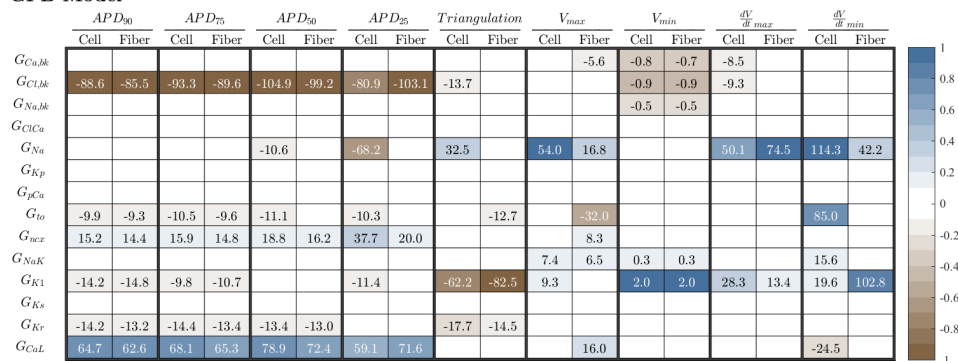 GPB Model
APD90 APD75 APD50 APD25 Triangulation Vmax Vmin dV/dt max dV/dt min
Cell Fiber Cell Fiber Cell Fiber Cell Fiber Cell Fiber Cell Fiber Cell Fiber Cell Fiber Cell Fiber
GCa,bk -5.6 -0.8 -0.7 -8.5
GCl,bk -88.6 -85.5 -93.3 -89.6 -104.9 -99.2 -80.9 -103.1 -13.7 -0.9 -0.9 -9.3
GNa,bk -0.5 -0.5
GClCa
GNa -10.6 -68.2 32.5 54.0 16.8 50.1 74.5 114.3 42.2
GKp
GpCa
Gto -9.9 -9.3 -10.5 -9.6 -11.1 -10.3 -12.7 -32.0 85.0
Gncx 15.2 14.4 15.9 14.8 18.8 16.2 37.7 20.0 8.3
GNaK 7.4 6.5 0.3 0.3 15.6
GK1 -14.2 -14.8 -9.8 -10.7 -11.4 -62.2 -82.5 9.3 2.0 2.0 28.3 13.4 19.6 102.8
GKs
GKr -14.2 -13.2 -14.4 -13.4 -13.4 -13.0 -17.7 -14.5
GCaL 64.7 62.6 68.1 65.3 78.9 72.4 59.1 71.6 16.0 -24.5
1
0.8
0.6
0.4
0.2
0
-0.2
-0.4
-0.6
-0.8
-1